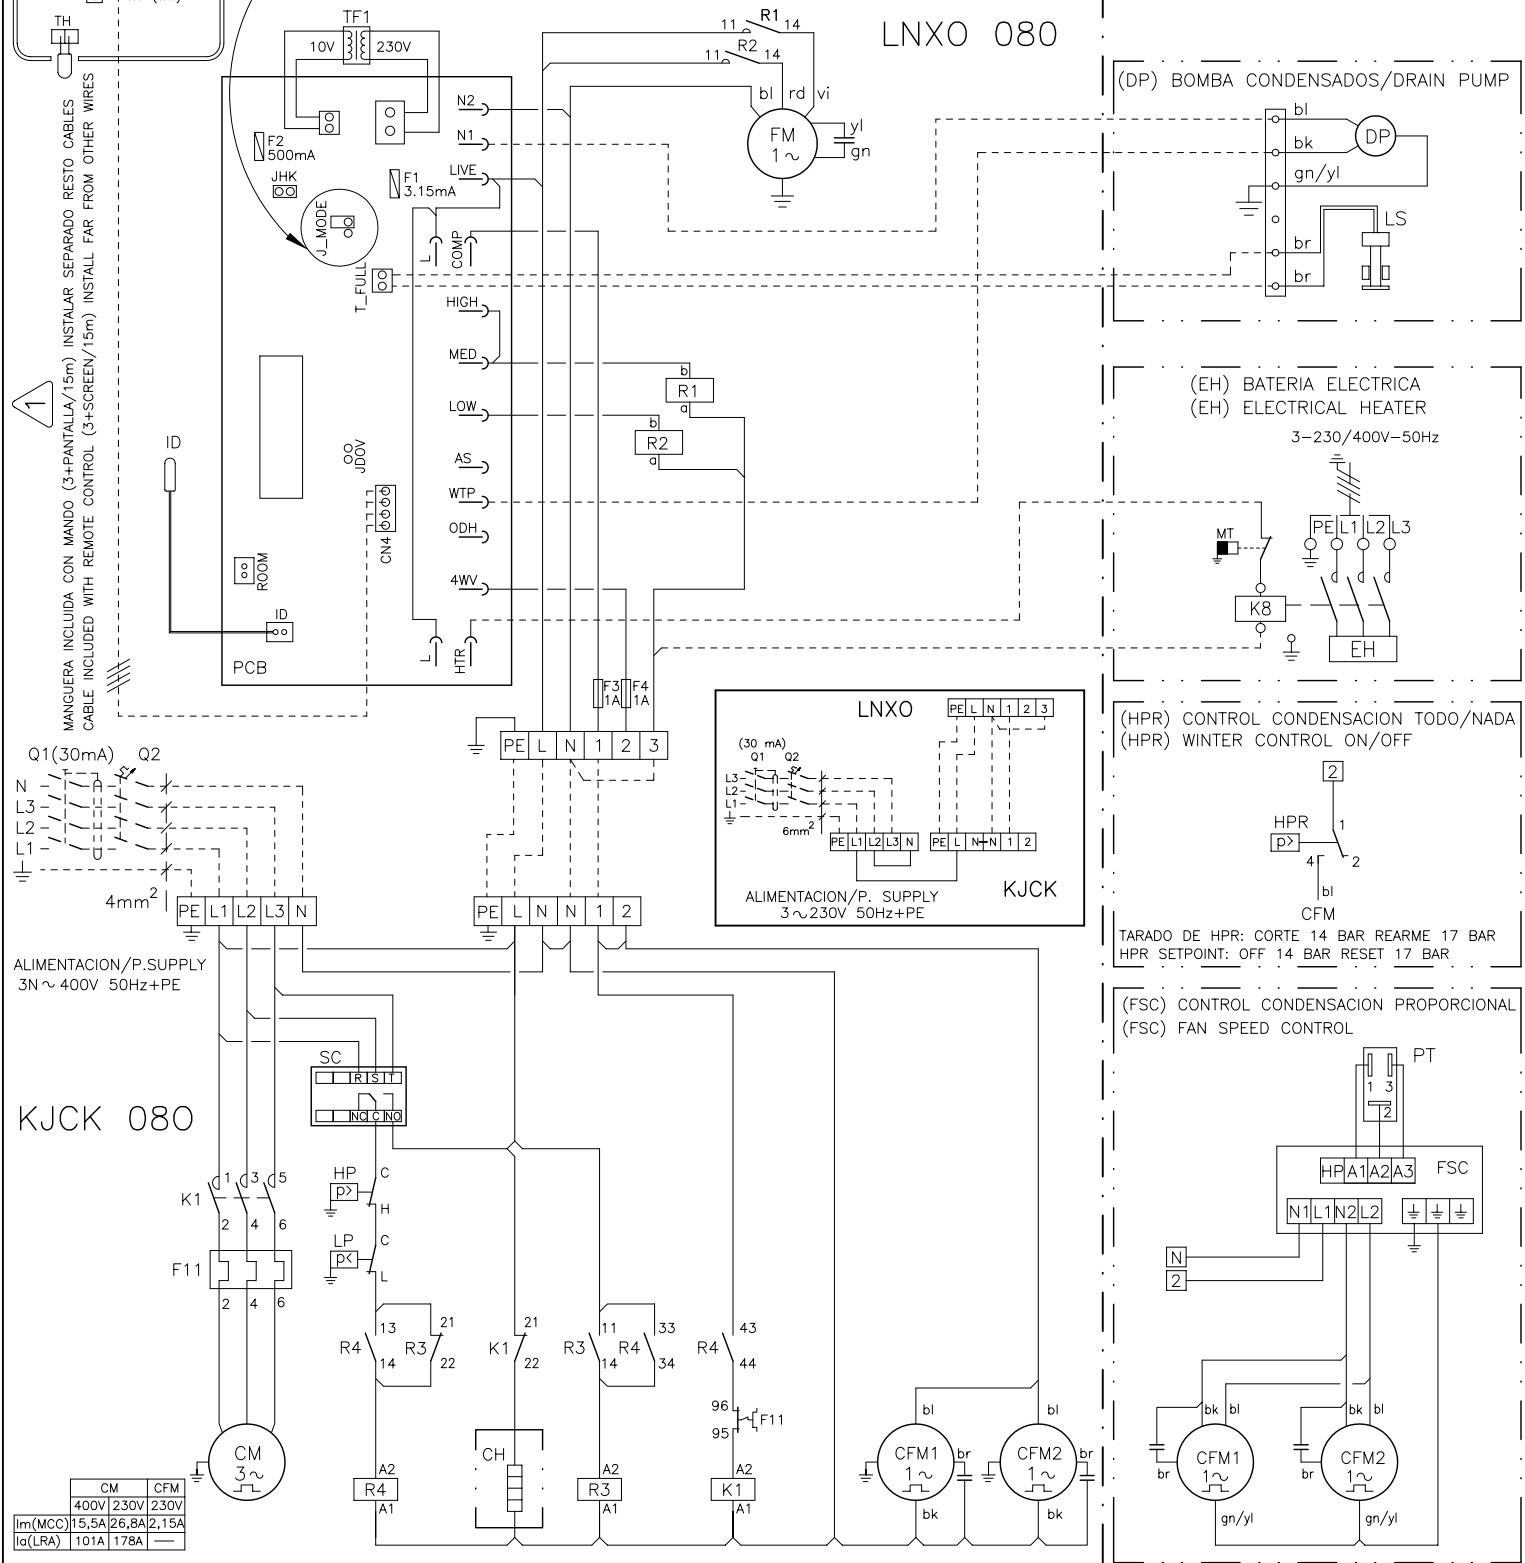 TH
TF1
10V
230V
R1
11
14
R2
11
14
LNXO 080
bl
rd
vi
FM
1~
yl
gn
N2
N1
LIVE
F2
500mA
JHK
F1
3.15mA
J_MODE
L
COMP
T_FULL
HIGH
MED
LOW
AS
WTP
ODH
4WV
b
R1
a
b
R2
a
JDOV
CN4
ROOM
ID
ID
L
HTR
PCB
F3
1A
F4
1A
1
MANGUERA INCLUIDA CON MANDO (3+PANTALLA/15m) INSTALAR SEPARADO RESTO CABLES
CABLE INCLUDED WITH REMOTE CONTROL (3+SCREEN/15m) INSTALL FAR FROM OTHER WIRES
PE L N 1 2 3
Q1(30mA)
Q2
N
L3
L2
L1
4mm2
PE L1 L2 L3 N
PE L N N 1 2
ALIMENTACION/P.SUPPLY
3N~400V 50Hz+PE
LNXO
PE L N 1 2 3
(30 mA)
Q1
Q2
L3
L2
L1
6mm2
PE L1 L2 L3 N
PE L N N 1 2
ALIMENTACION/P. SUPPLY
3~230V 50Hz+PE
KJCK
KJCK 080
SC
R S T
NC C NO
HP
p>
C
H
LP
p<
C
L
K1
1 3 5
2 4 6
F11
2 4 6
R4
13
14
R3
21
22
K1
21
22
R3
11
14
R4
33
34
R4
43
44
96
95
F11
CM
3~
CH
A2
R4
A1
A2
R3
A1
A2
K1
A1
bl
CFM1
1~
br
bk
bl
CFM2
1~
br
bk
CM CFM
400V 230V 230V
Im(MCC) 15,5A 26,8A 2,15A
Ia(LRA) 101A 178A —
(DP) BOMBA CONDENSADOS/DRAIN PUMP
bl
bk
gn/yl
DP
br
br
LS
(EH) BATERIA ELECTRICA
(EH) ELECTRICAL HEATER
3-230/400V-50Hz
PE L1 L2 L3
MT
K8
EH
(HPR) CONTROL CONDENSACION TODO/NADA
(HPR) WINTER CONTROL ON/OFF
2
HPR
p>
1
4
2
bl
CFM
TARADO DE HPR: CORTE 14 BAR REARME 17 BAR
HPR SETPOINT: OFF 14 BAR RESET 17 BAR
(FSC) CONTROL CONDENSACION PROPORCIONAL
(FSC) FAN SPEED CONTROL
PT
1 3
2
HP A1 A2 A3
FSC
N1 L1 N2 L2
N
2
bk
bl
CFM1
1~
br
gn/yl
bk
bl
CFM2
1~
br
gn/yl